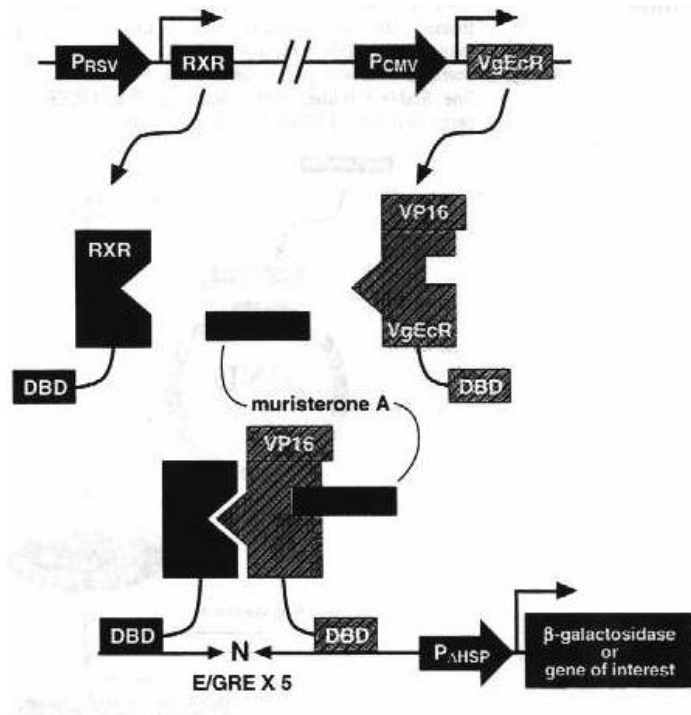 PRSV
RXR
PCMV
VgEcR
RXR
VP16
VgEcR
DBD
DBD
muristerone A
VP16
DBD
N
DBD
E/GRE X 5
PΔHSP
β-galactosidase
or
gene of interest